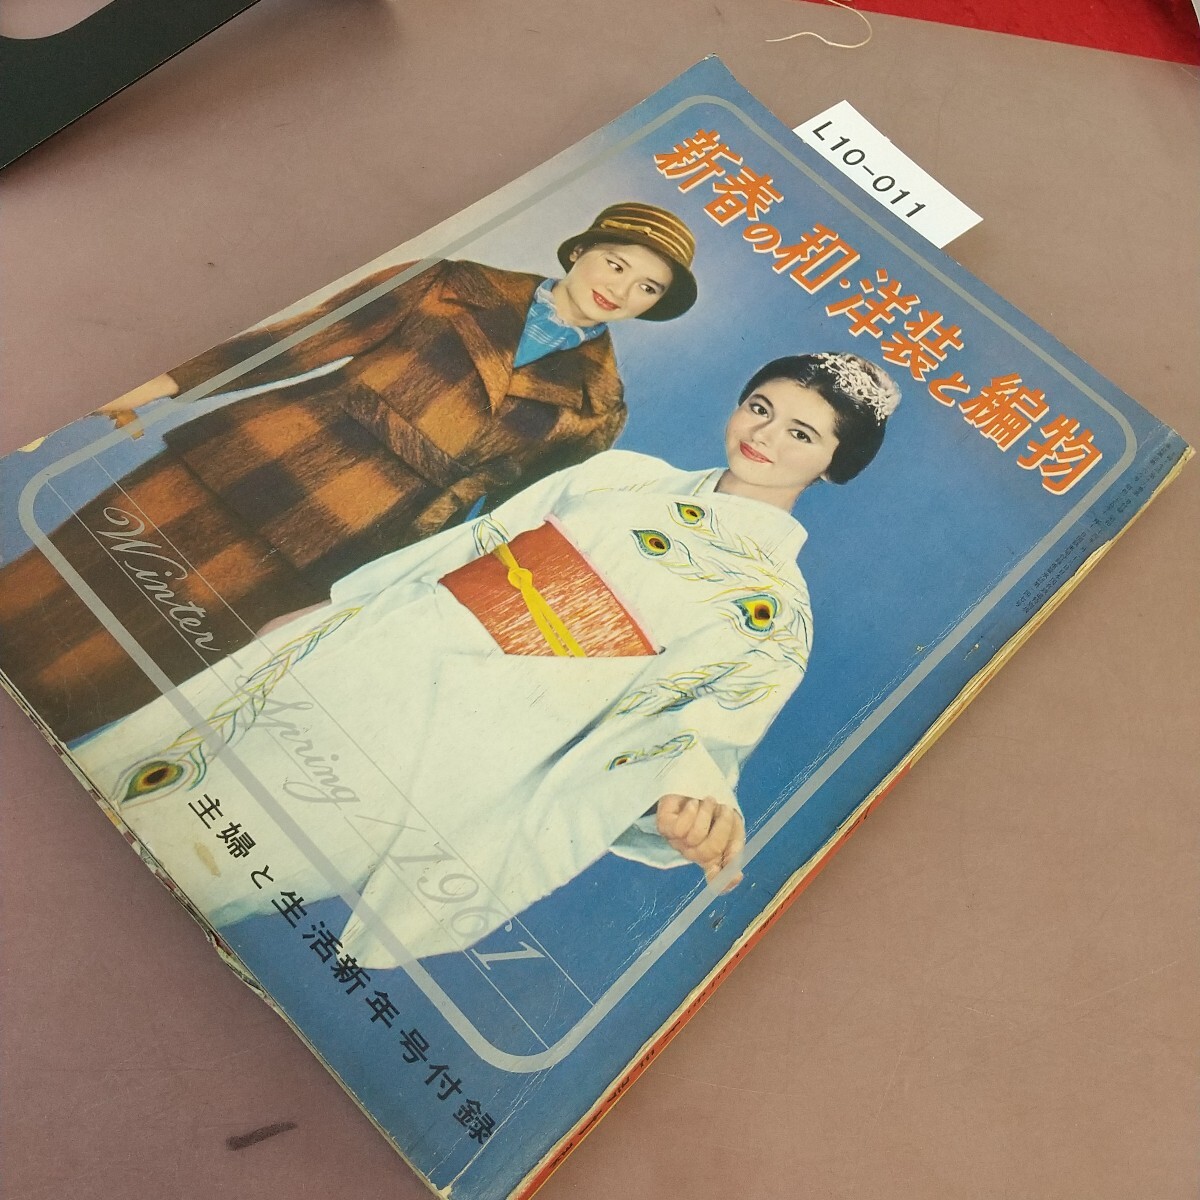 L10-011
新春の和・洋装と編物
Winter-Spring/1961
主婦と生活新年号付録